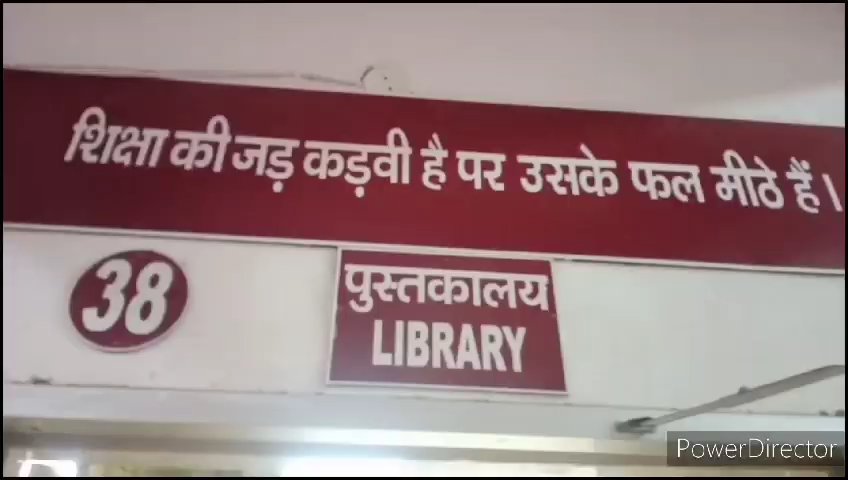 शिक्षा की जड़ कड़वी है पर उसके फल मीठे हैं।
38
पुस्तकालय
LIBRARY
PowerDirector